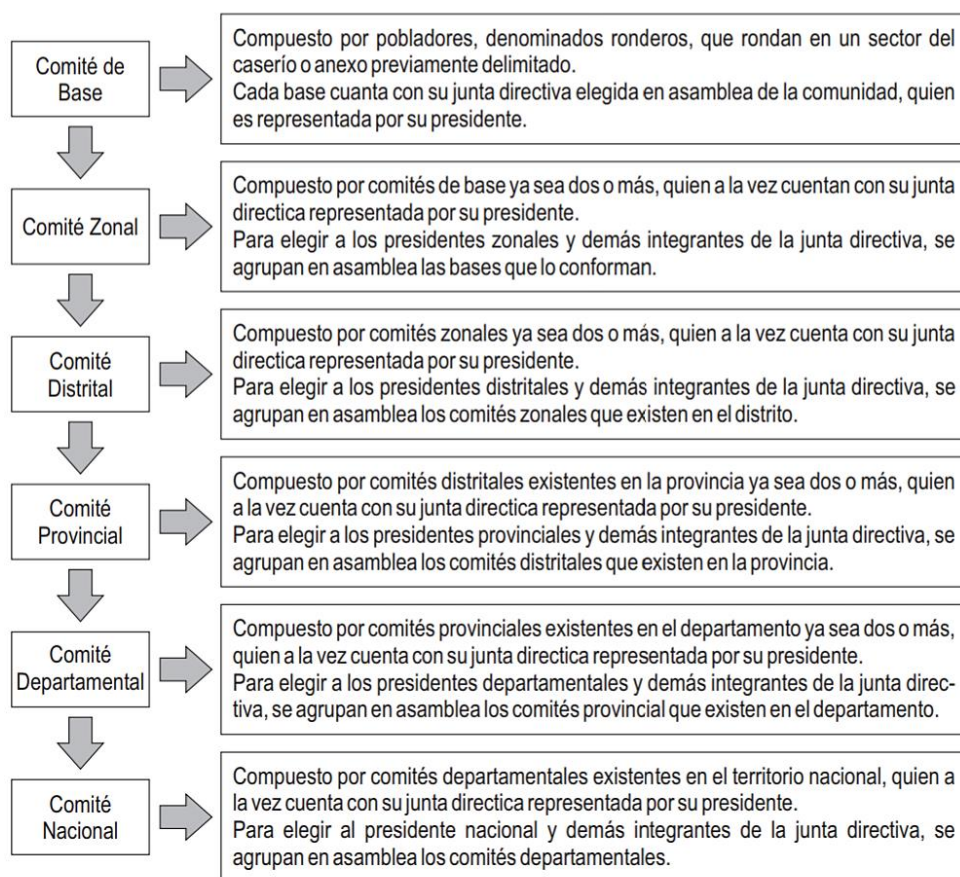 Comité de
Base
Compuesto por pobladores, denominados ronderos, que rondan en un sector del
caserío o anexo previamente delimitado.
Cada base cuanta con su junta directiva elegida en asamblea de la comunidad, quien
es representada por su presidente.
Comité Zonal
Compuesto por comités de base ya sea dos o más, quien a la vez cuentan con su junta
directica representada por su presidente.
Para elegir a los presidentes zonales y demás integrantes de la junta directiva, se
agrupan en asamblea las bases que lo conforman.
Comité
Distrital
Compuesto por comités zonales ya sea dos o más, quien a la vez cuenta con su junta
directica representada por su presidente.
Para elegir a los presidentes distritales y demás integrantes de la junta directiva, se
agrupan en asamblea los comités zonales que existen en el distrito.
Comité
Provincial
Compuesto por comités distritales existentes en la provincia ya sea dos o más, quien
a la vez cuenta con su junta directica representada por su presidente.
Para elegir a los presidentes provinciales y demás integrantes de la junta directiva, se
agrupan en asamblea los comités distritales que existen en la provincia.
Comité
Departamental
Compuesto por comités provinciales existentes en el departamento ya sea dos o más,
quien a la vez cuenta con su junta directica representada por su presidente.
Para elegir a los presidentes departamentales y demás integrantes de la junta direc-
tiva, se agrupan en asamblea los comités provincial que existen en el departamento.
Comité
Nacional
Compuesto por comités departamentales existentes en el territorio nacional, quien a
la vez cuenta con su junta directica representada por su presidente.
Para elegir al presidente nacional y demás integrantes de la junta directiva, se
agrupan en asamblea los comités departamentales.